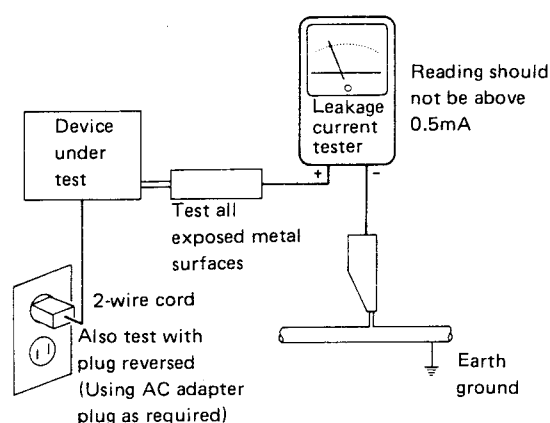 Device
under
test
Leakage
current
tester
+
-
Reading should
not be above
0.5mA
Test all
exposed metal
surfaces
2-wire cord
Also test with
plug reversed
(Using AC adapter
plug as required)
Earth
ground